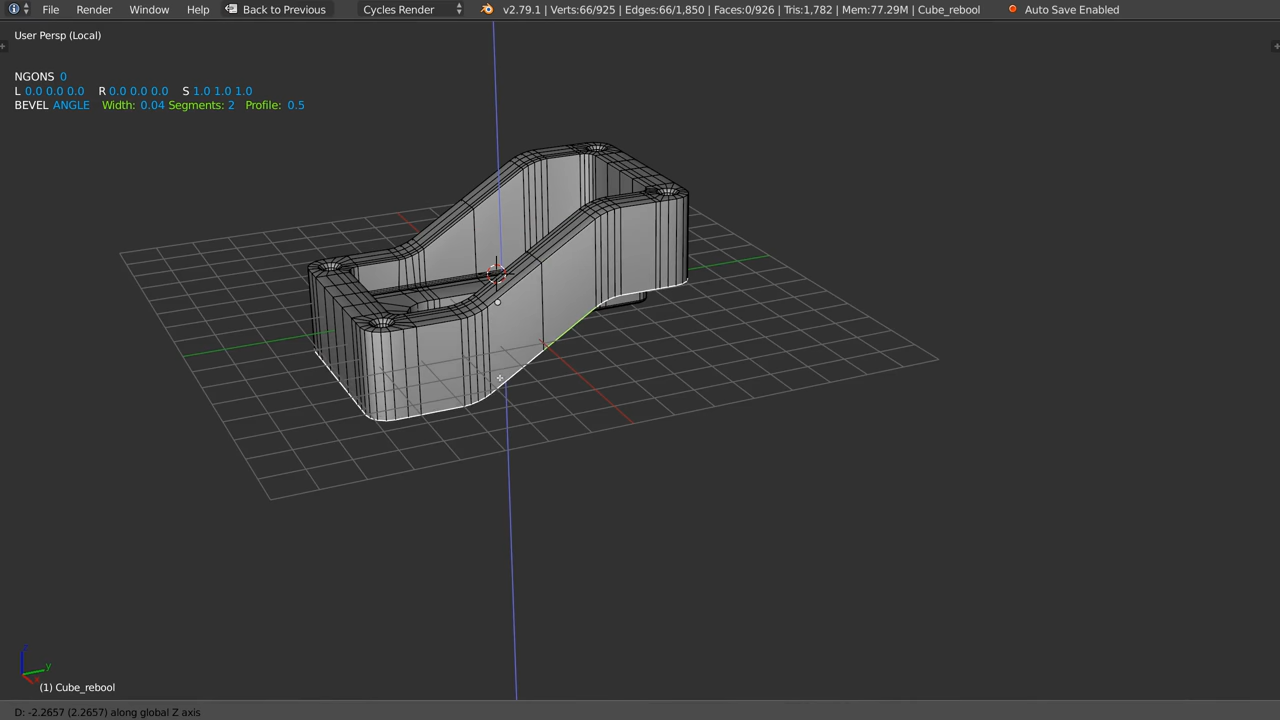 File Render Window Help Back to Previous Cycles Render v2.79.1 | Verts:66/925 | Edges:66/1,850 | Faces:0/926 | Tris:1,782 | Mem:77.29M | Cube_rebool Auto Save Enabled
User Persp (Local)
NGONS 0
L 0.0 0.0 0.0 R 0.0 0.0 0.0 S 1.0 1.0 1.0
BEVEL ANGLE Width: 0.04 Segments: 2 Profile: 0.5
z
y
x
(1) Cube_rebool
D: -2.2657 (2.2657) along global Z axis